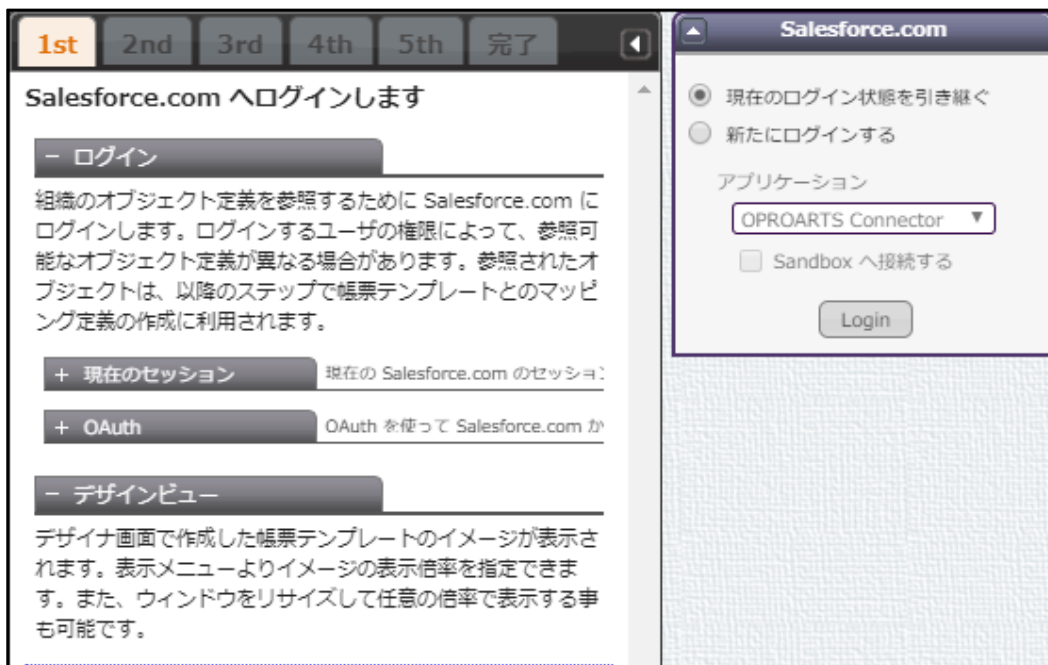 1st 2nd 3rd 4th 5th 完了
Salesforce.com へログインします
− ログイン
組織のオブジェクト定義を参照するために Salesforce.com に
ログインします。ログインするユーザの権限によって、参照可
能なオブジェクト定義が異なる場合があります。参照されたオ
ブジェクトは、以降のステップで帳票テンプレートとのマッピ
ング定義の作成に利用されます。
+ 現在のセッション 現在の Salesforce.com のセッション
+ OAuth OAuth を使って Salesforce.com か
− デザインビュー
デザイナ画面で作成した帳票テンプレートのイメージが表示さ
れます。表示メニューよりイメージの表示倍率を指定できま
す。また、ウィンドウをリサイズして任意の倍率で表示する事
も可能です。
Salesforce.com
現在のログイン状態を引き継ぐ
新たにログインする
アプリケーション
OPROARTS Connector
Sandbox へ接続する
Login